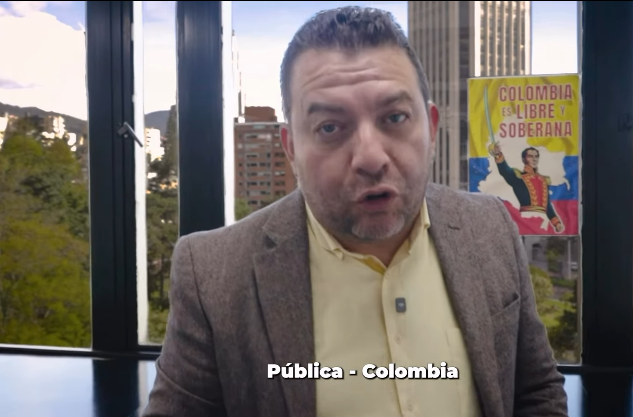 COLOMBIA
ES LIBRE Y
SOBERANA
Pública - Colombia